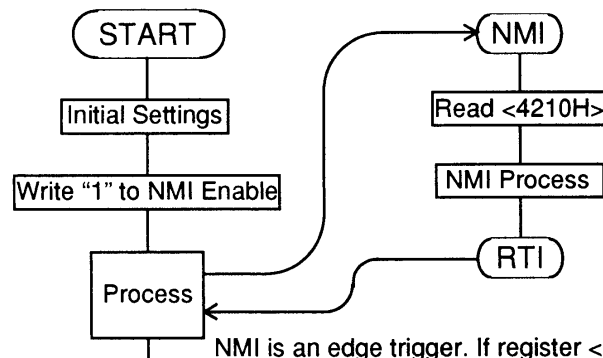 START
Initial Settings
Write “1” to NMI Enable
Process
NMI
Read <4210H>
NMI Process
RTI
NMI is an edge trigger. If register <